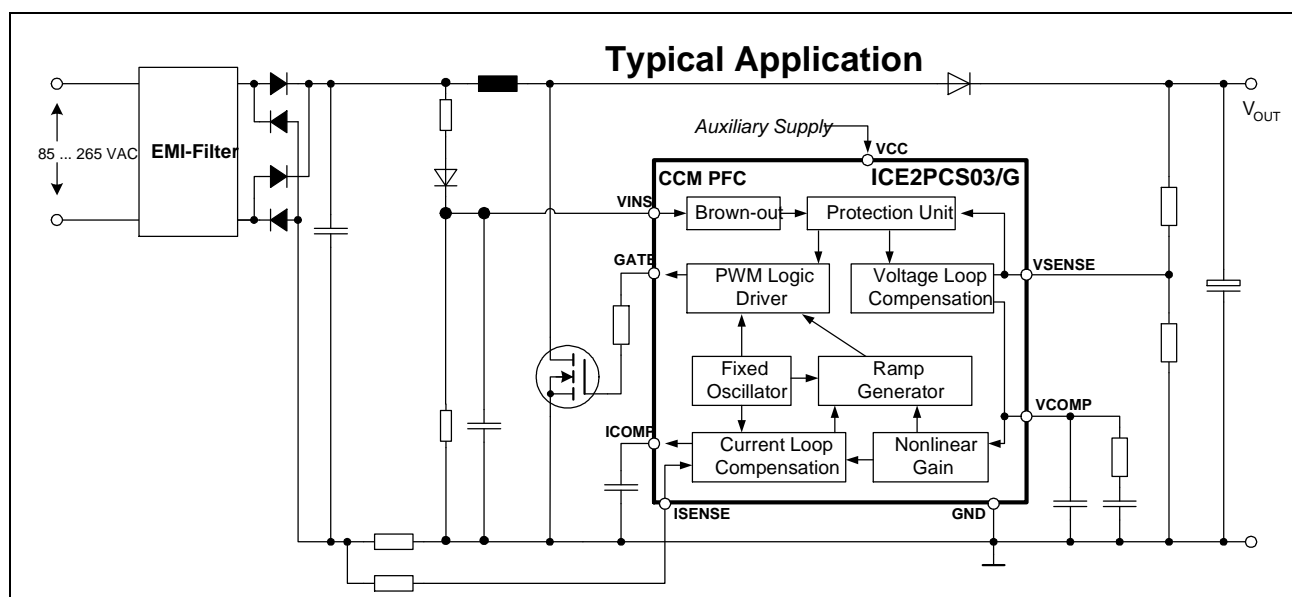 Typical Application
85 ... 265 VAC
EMI-Filter
Auxiliary Supply
VCC
V_OUT
CCM PFC
ICE2PCS03/G
VINS
Brown-out
Protection Unit
GATE
PWM Logic
Driver
Voltage Loop
Compensation
VSENSE
Fixed
Oscillator
Ramp
Generator
VCOMP
ICOMP
Current Loop
Compensation
Nonlinear
Gain
ISENSE
GND